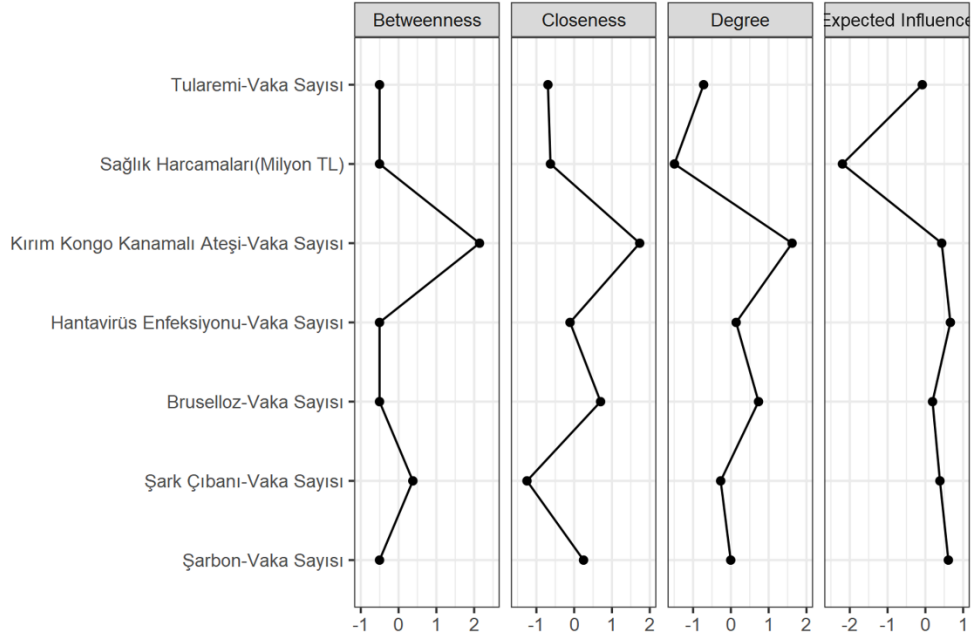 Betweenness Closeness Degree Expected Influence
Tularemi-Vaka Sayısı
Sağlık Harcamaları(Milyon TL)
Kırım Kongo Kanamalı Ateşi-Vaka Sayısı
Hantavirüs Enfeksiyonu-Vaka Sayısı
Bruselloz-Vaka Sayısı
Şark Çıbanı-Vaka Sayısı
Şarbon-Vaka Sayısı
-1 0 1 2 -1 0 1 2 -1 0 1 2 -2 -1 0 1